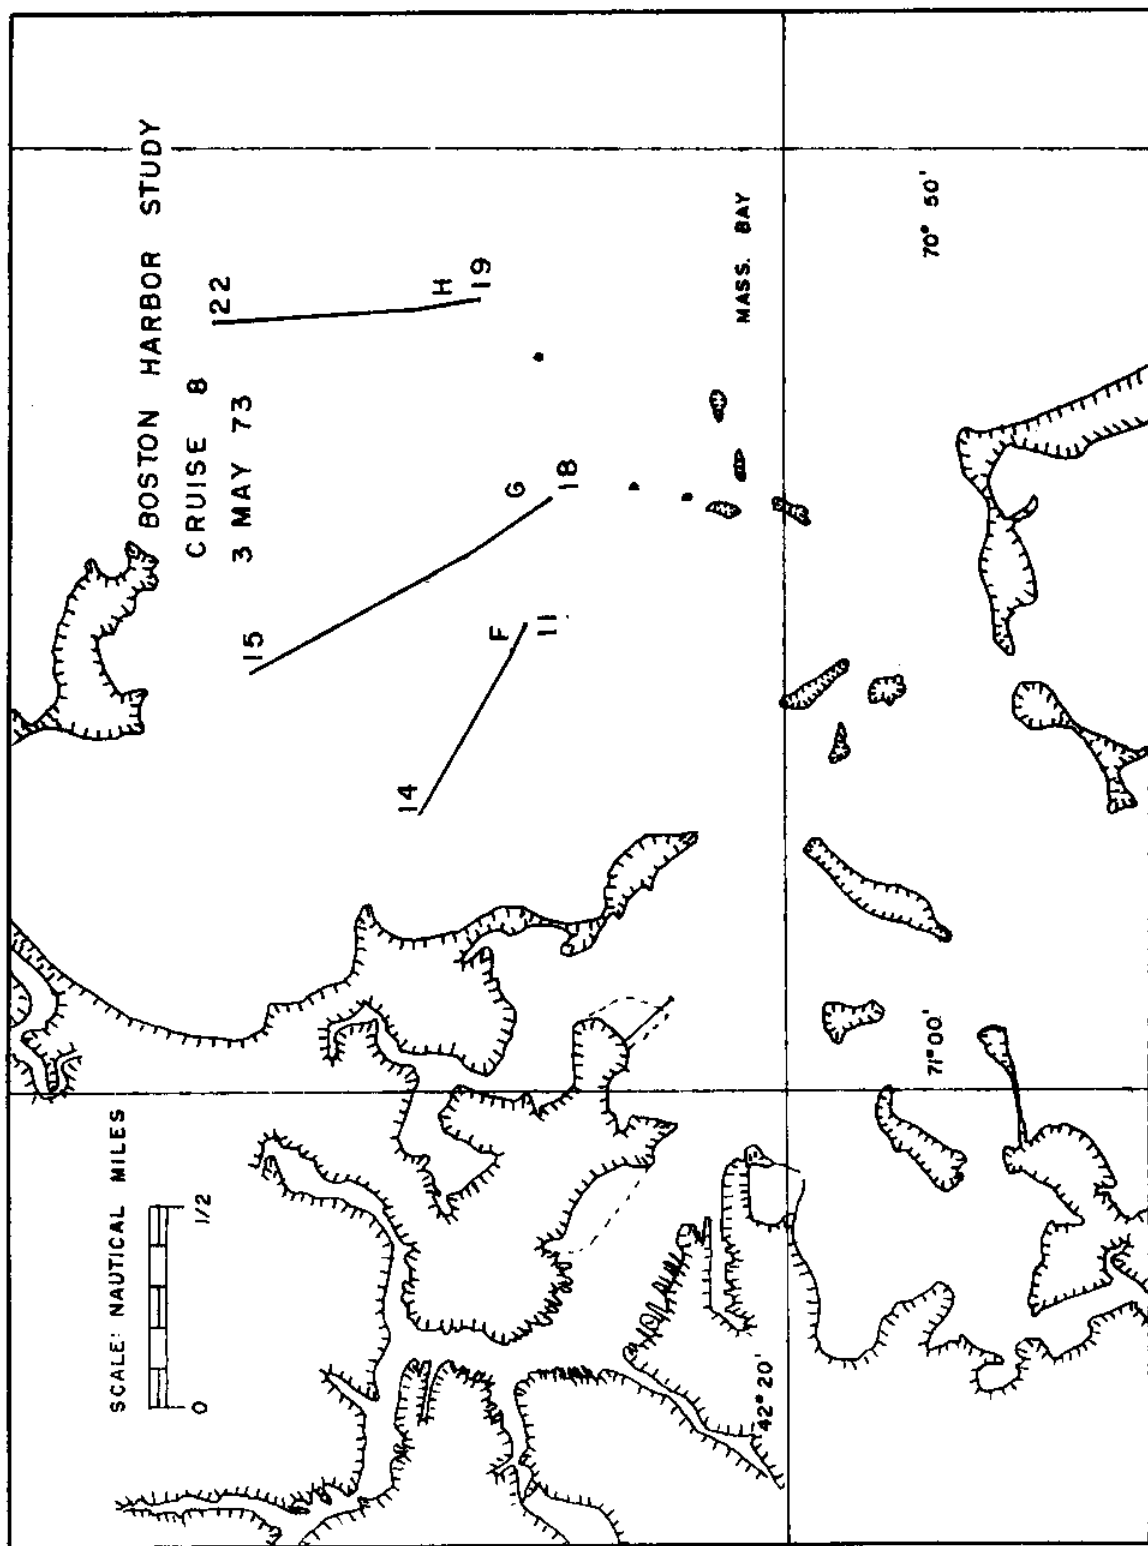 BOSTON HARBOR STUDY
CRUISE 8
3 MAY 73
22
H
19
15
G
18
F
11
14
MASS. BAY
70° 50'
71° 00'
42° 20'
SCALE: NAUTICAL MILES
0 1/2